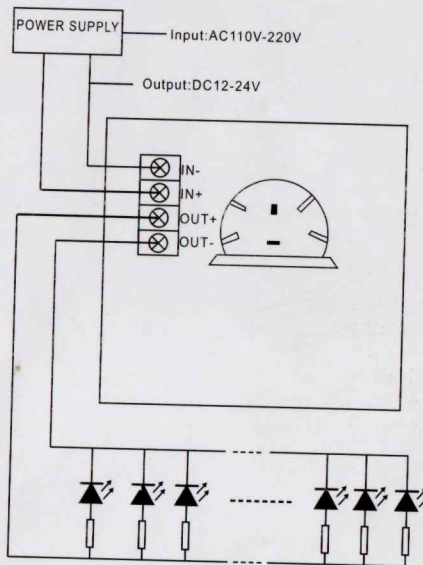 POWER SUPPLY
Input:AC110V-220V
Output:DC12-24V
IN-
IN+
OUT+
OUT-